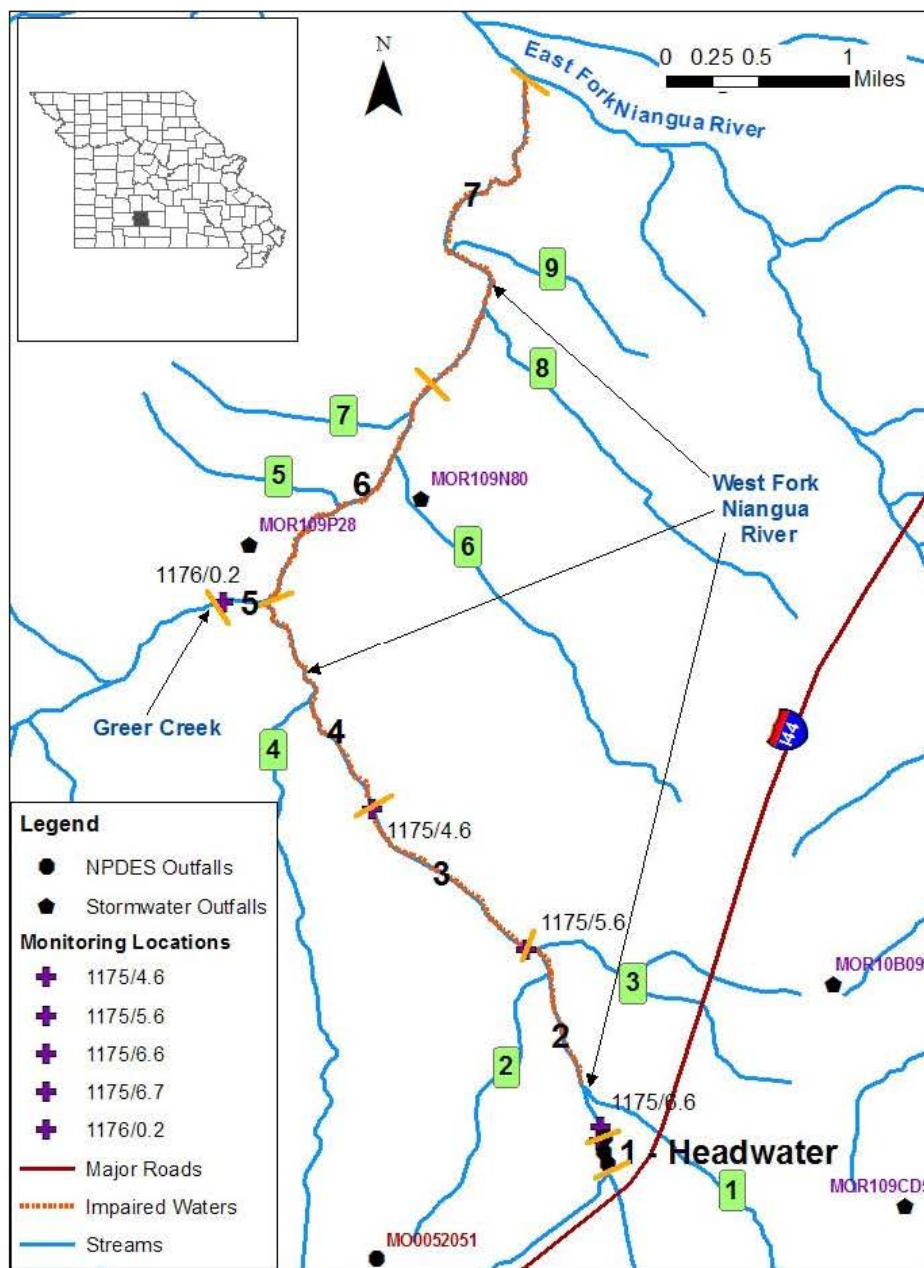 N
0 0.25 0.5 1
Miles
East Fork Niangua River
7
9
8
7
5
6
MOR109N80
MOR109P28
West Fork
Niangua
River
6
1176/0.2
5
Greer Creek
4
4
144
1175/4.6
3
1175/5.6
3
MOR10B09
2
2
1175/6.6
1 - Headwater
1
MO0052051
Legend
NPDES Outfalls
Stormwater Outfalls
Monitoring Locations
1175/4.6
1175/5.6
1175/6.6
1175/6.7
1176/0.2
Major Roads
Impaired Waters
Streams